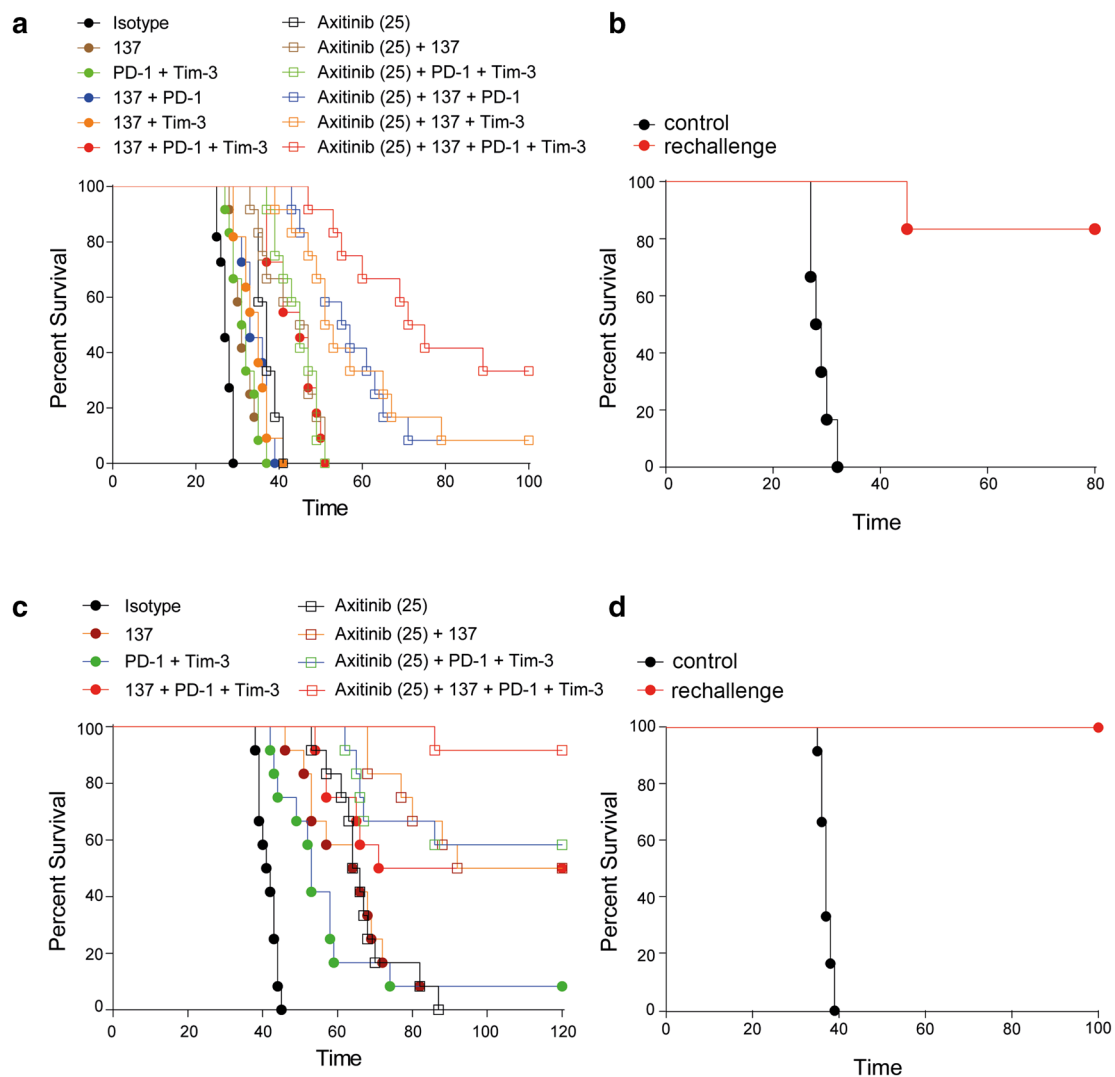 a
Isotype
137
PD-1 + Tim-3
137 + PD-1
137 + Tim-3
137 + PD-1 + Tim-3
Axitinib (25)
Axitinib (25) + 137
Axitinib (25) + PD-1 + Tim-3
Axitinib (25) + 137 + PD-1
Axitinib (25) + 137 + Tim-3
Axitinib (25) + 137 + PD-1 + Tim-3
Percent Survival
100
80
60
40
20
0
0 20 40 60 80 100
Time
b
control
rechallenge
Percent Survival
100
80
60
40
20
0
0 20 40 60 80
Time
c
Isotype
137
PD-1 + Tim-3
137 + PD-1 + Tim-3
Axitinib (25)
Axitinib (25) + 137
Axitinib (25) + PD-1 + Tim-3
Axitinib (25) + 137 + PD-1 + Tim-3
Percent Survival
100
80
60
40
20
0
0 20 40 60 80 100 120
Time
d
control
rechallenge
Percent Survival
100
80
60
40
20
0
0 20 40 60 80 100
Time